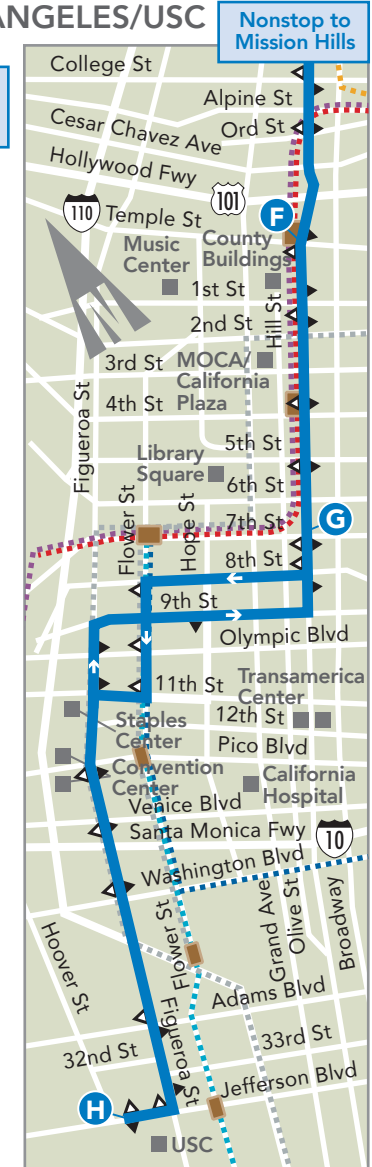 ANGELES/USC
Nonstop to
Mission Hills
College St
Alpine St
Cesar Chavez Ave
Ord St
Hollywood Fwy
101
110
Temple St
F
Music
Center
County
Buildings
1st St
Hill St
2nd St
3rd St
MOCA/
California
Plaza
4th St
Figueroa St
5th St
Library
Square
6th St
Flower St
Hope St
7th St
G
8th St
9th St
Olympic Blvd
11th St
Transamerica
Center
12th St
Staples
Center
Pico Blvd
Convention
Center
California
Hospital
Venice Blvd
Santa Monica Fwy
10
Washington Blvd
Hoover St
Flower St
Grand Ave
Olive St
Broadway
Adams Blvd
Figueroa St
33rd St
32nd St
Jefferson Blvd
H
USC